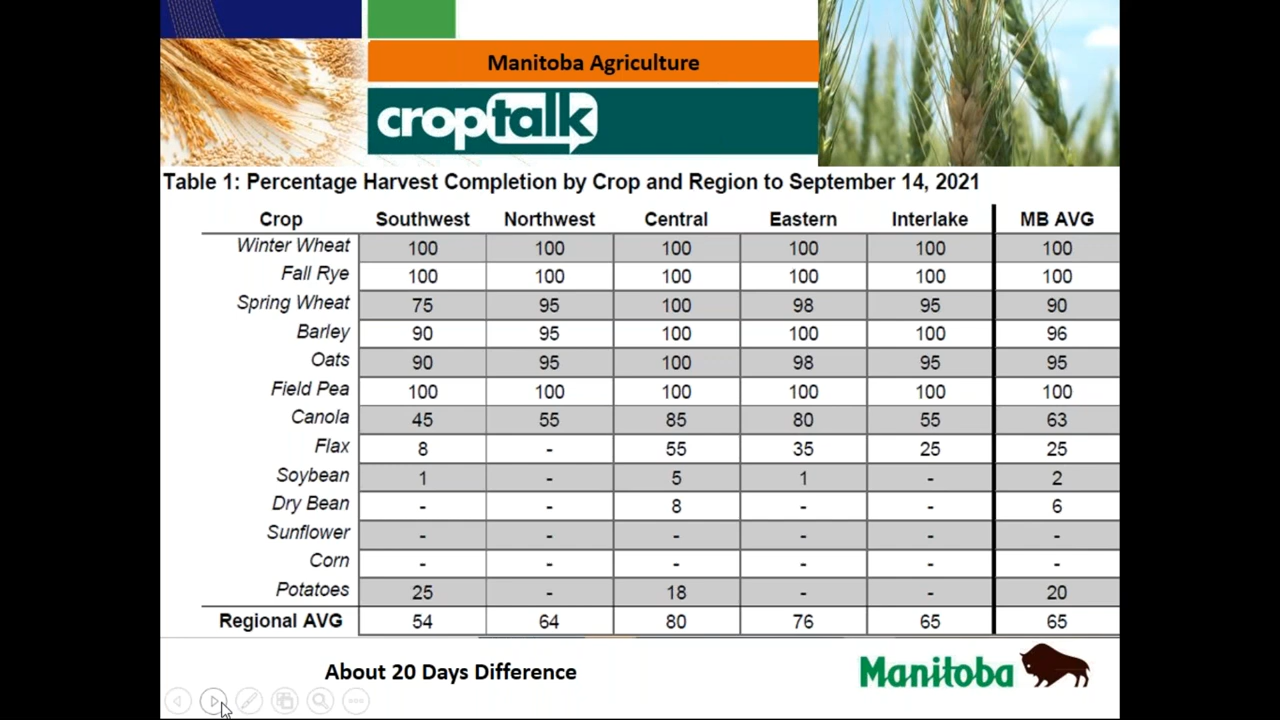 Manitoba Agriculture
croptalk
Table 1: Percentage Harvest Completion by Crop and Region to September 14, 2021
Crop Southwest Northwest Central Eastern Interlake MB AVG
Winter Wheat 100 100 100 100 100 100
Fall Rye 100 100 100 100 100 100
Spring Wheat 75 95 100 98 95 90
Barley 90 95 100 100 100 96
Oats 90 95 100 98 95 95
Field Pea 100 100 100 100 100 100
Canola 45 55 85 80 55 63
Flax 8 - 55 35 25 25
Soybean 1 - 5 1 - 2
Dry Bean - - 8 - - 6
Sunflower - - - - - -
Corn - - - - - -
Potatoes 25 - 18 - - 20
Regional AVG 54 64 80 76 65 65
About 20 Days Difference
Manitoba